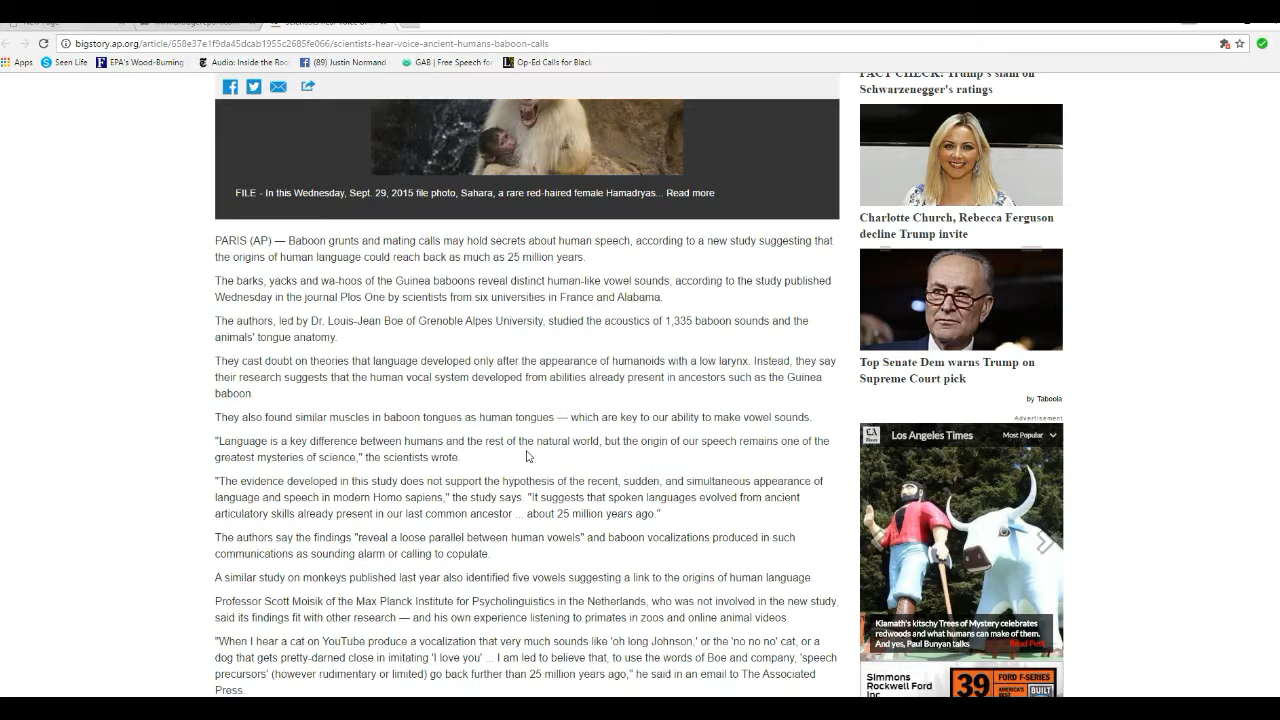 bigstory.ap.org/article/658e37e1f9da45dcab1955c2685fe066/scientists-hear-voice-ancient-humans-baboon-calls
Apps Seen Life EPA's Wood-Burning Audio: Inside the Roo (89) Justin Normand GAB | Free Speech fo Op-Ed Calls for Black
FILE - In this Wednesday, Sept. 29, 2015 file photo, Sahara, a rare red-haired female Hamadryas... Read more
PARIS (AP) — Baboon grunts and mating calls may hold secrets about human speech, according to a new study suggesting that
the origins of human language could reach back as much as 25 million years.
The barks, yacks and wa-hoos of the Guinea baboons reveal distinct human-like vowel sounds, according to the study published
Wednesday in the journal Plos One by scientists from six universities in France and Alabama.
The authors, led by Dr. Louis-Jean Boe of Grenoble Alpes University, studied the acoustics of 1,335 baboon sounds and the
animals' tongue anatomy.
They cast doubt on theories that language developed only after the appearance of humanoids with a low larynx. Instead, they say
their research suggests that the human vocal system developed from abilities already present in ancestors such as the Guinea
baboon.
They also found similar muscles in baboon tongues as human tongues — which are key to our ability to make vowel sounds.
"Language is a key difference between humans and the rest of the natural world, but the origin of our speech remains one of the
greatest mysteries of science," the scientists wrote.
"The evidence developed in this study does not support the hypothesis of the recent, sudden, and simultaneous appearance of
language and speech in modern Homo sapiens," the study says. "It suggests that spoken languages evolved from ancient
articulatory skills already present in our last common ancestor ... about 25 million years ago."
The authors say the findings "reveal a loose parallel between human vowels" and baboon vocalizations produced in such
communications as sounding alarm or calling to copulate.
A similar study on monkeys published last year also identified five vowels suggesting a link to the origins of human language.
Professor Scott Moisik of the Max Planck Institute for Psycholinguistics in the Netherlands, who was not involved in the new study,
said its findings fit with other research — and his own experience listening to primates in zoos and online animal videos.
"When I hear a cat on YouTube produce a vocalization that very much sounds like 'oh long Johnson,' or the 'no no no' cat, or a
dog that gets pretty damned close in imitating 'I love you' ... I am led to believe that, to use the words of Boe and company, 'speech
precursors' (however rudimentary or limited) go back further than 25 million years ago," he said in an email to The Associated
Press.
FACT CHECK: Trump's slam on
Schwarzenegger's ratings
Charlotte Church, Rebecca Ferguson
decline Trump invite
Top Senate Dem warns Trump on
Supreme Court pick
by Taboola
Advertisement
Los Angeles Times Most Popular
Klamath's kitschy Trees of Mystery celebrates
redwoods and what humans can make of them.
And yes, Paul Bunyan talks Read Post
Simmons
Rockwell Ford
Inc
39
FORD F-SERIES
AMERICA'S
BEST
BUILT